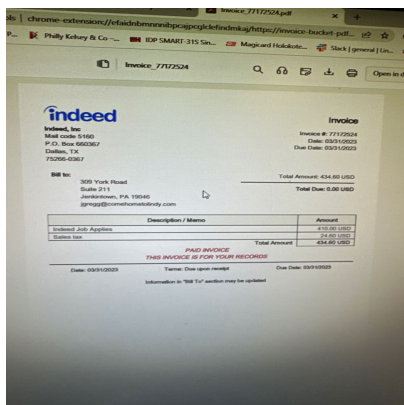 Invoice_77172524.pdf
ols | chrome-extension://efaidnbmnnnibpcajpcglclefindmkaj/https://invoice-bucket-pdf...
P... Philly Kelsey & Co –... IDP SMART-31S Sin... Magicard Holokote... Slack | general | Lin...
Invoice_77172524
Open in d
indeed
Invoice
Indeed, Inc
Mail code 5160
P.O. Box 660367
Dallas, TX
75266-0367
Invoice #: 77172524
Date: 03/31/2023
Due Date: 03/31/2023
Bill to:
309 York Road
Suite 211
Jenkintown, PA 19046
jgregg@comehometolindy.com
Total Amount: 434.60 USD
Total Due: 0.00 USD
Description / Memo Amount
Indeed Job Applies 410.00 USD
Sales tax 24.60 USD
Total Amount 434.60 USD
PAID INVOICE
THIS INVOICE IS FOR YOUR RECORDS
Date: 03/31/2023 Terms: Due upon receipt Due Date: 03/31/2023
Information in "Bill To" section may be updated